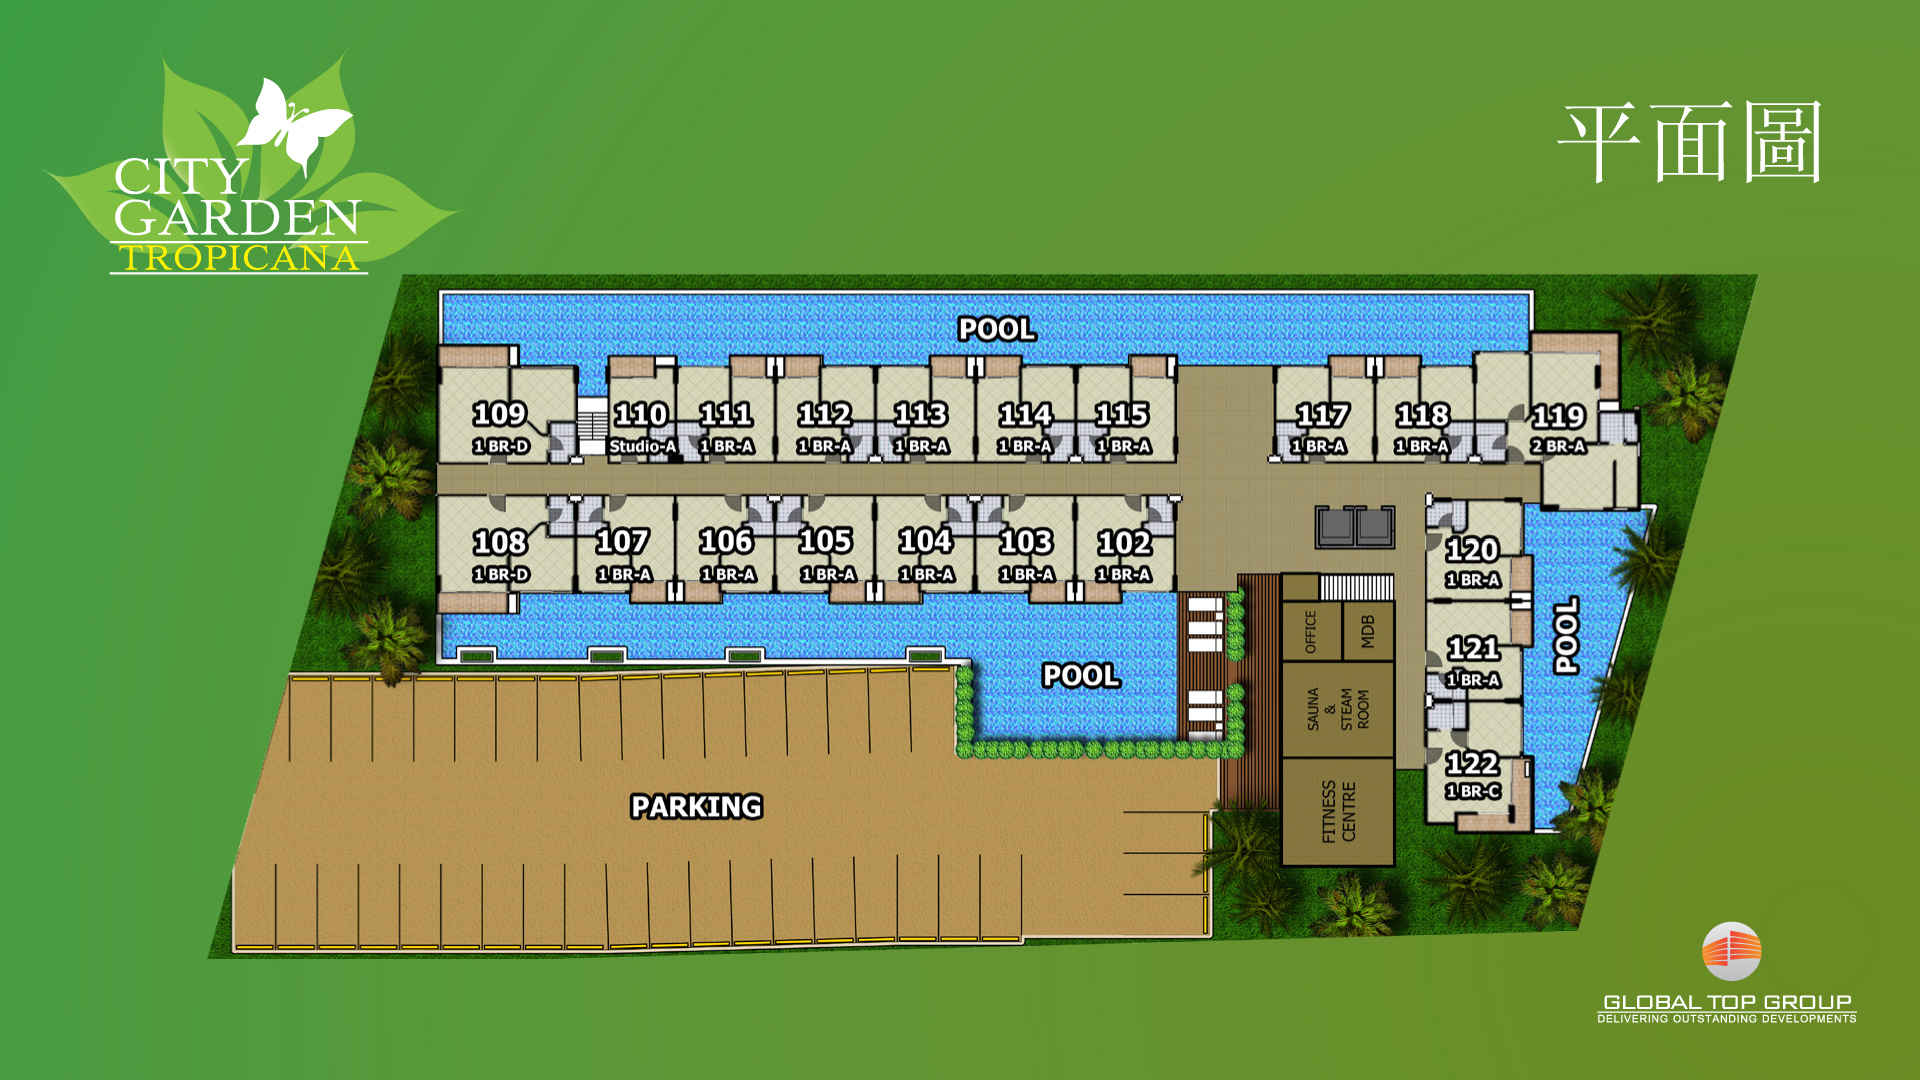 CITY
GARDEN
TROPICANA
平面圖
POOL
109
1 BR-D
110
Studio-A
111
1 BR-A
112
1 BR-A
113
1 BR-A
114
1 BR-A
115
1 BR-A
117
1 BR-A
118
1 BR-A
119
2 BR-A
108
1 BR-D
107
1 BR-A
106
1 BR-A
105
1 BR-A
104
1 BR-A
103
1 BR-A
102
1 BR-A
120
1 BR-A
121
1 BR-A
122
1 BR-C
POOL
POOL
OFFICE
MDB
SAUNA
&
STEAM
ROOM
FITNESS
CENTRE
PARKING
GLOBAL TOP GROUP
DELIVERING OUTSTANDING DEVELOPMENTS